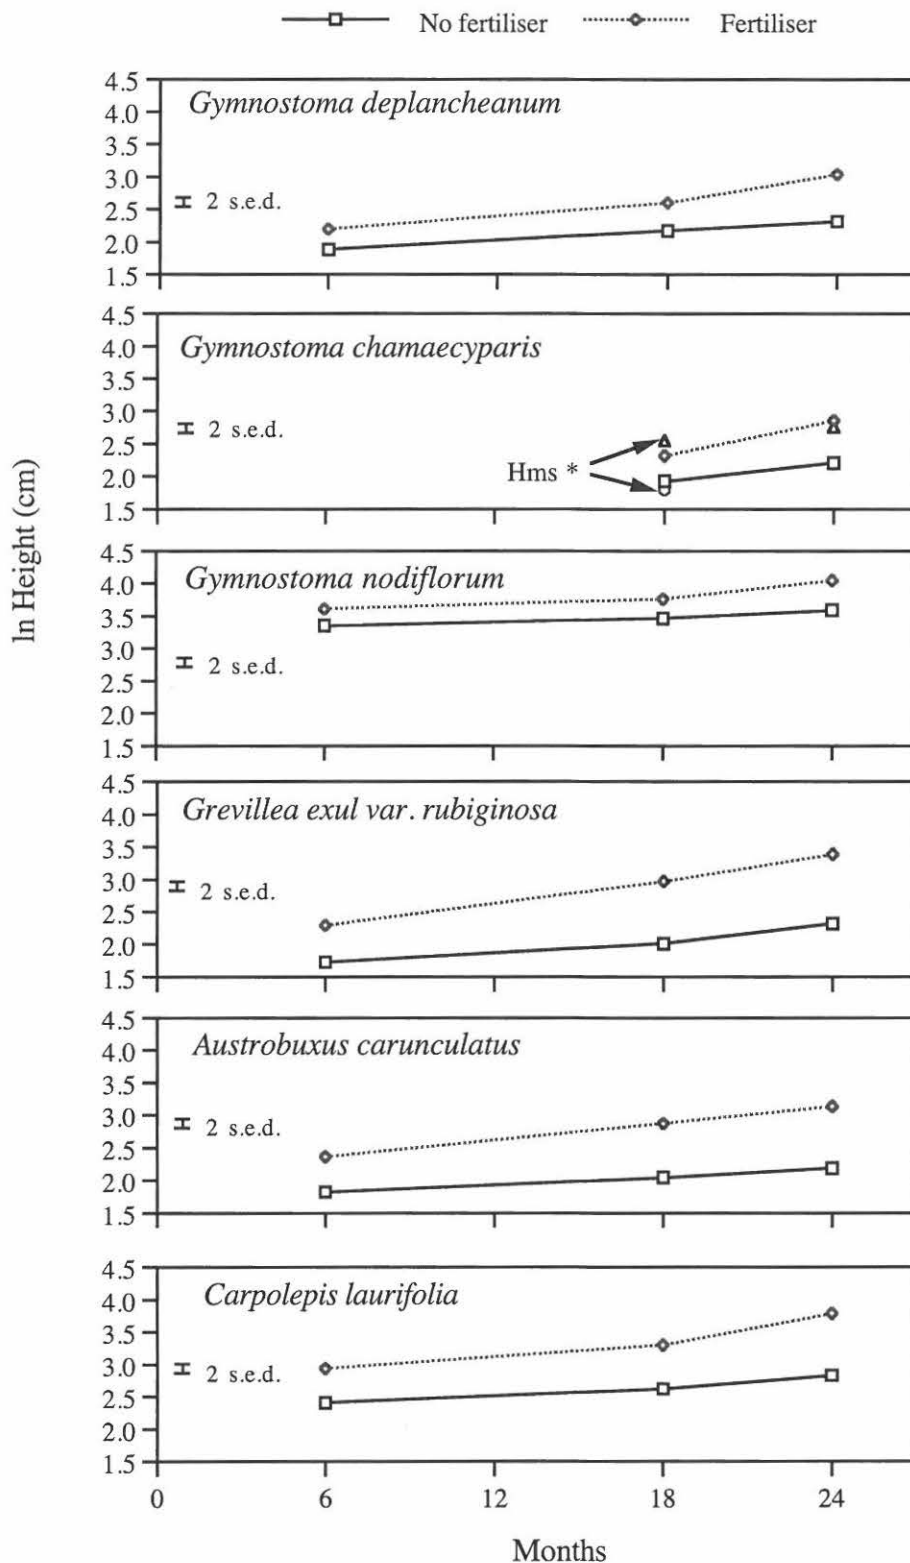 No fertiliser Fertiliser
4.5
Gymnostoma deplancheanum
4.0
3.5
3.0
2 s.e.d.
2.5
2.0
1.5
4.5
Gymnostoma chamaecyparis
4.0
3.5
3.0
2 s.e.d.
2.5
Hms *
2.0
1.5
4.5
Gymnostoma nodiflorum
4.0
3.5
3.0
2 s.e.d.
2.5
2.0
1.5
4.5
Grevillea exul var. rubiginosa
4.0
3.5
3.0
2 s.e.d.
2.5
2.0
1.5
4.5
Austrobuxus carunculatus
4.0
3.5
3.0
2 s.e.d.
2.5
2.0
1.5
4.5
Carpolepis laurifolia
4.0
3.5
3.0
2 s.e.d.
2.5
2.0
1.5
0 6 12 18 24
Months
ln Height (cm)